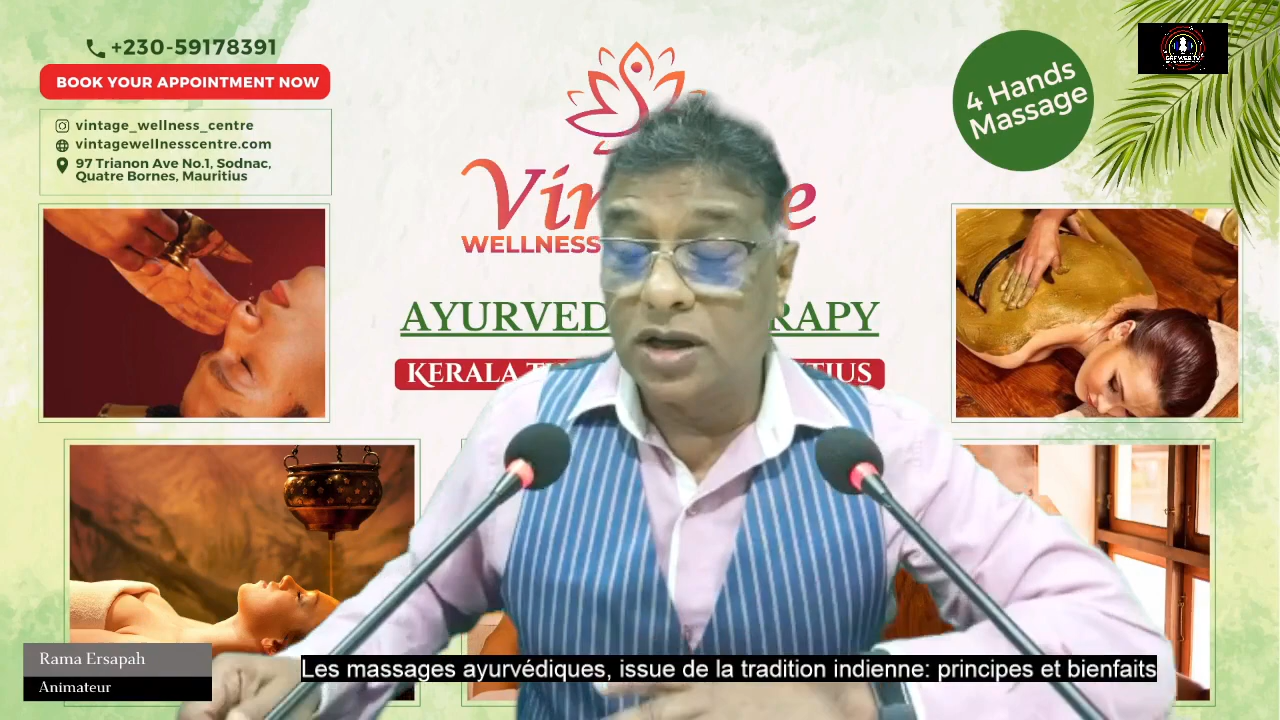 +230-59178391
BOOK YOUR APPOINTMENT NOW
vintage_wellness_centre
vintagewellnesscentre.com
97 Trianon Ave No.1, Sodnac,
Quatre Bornes, Mauritius
4 Hands
Massage
WELLNESS
KERALA
Rama Ersapah
Animateur
Les massages ayurvédiques, issue de la tradition indienne: principes et bienfaits